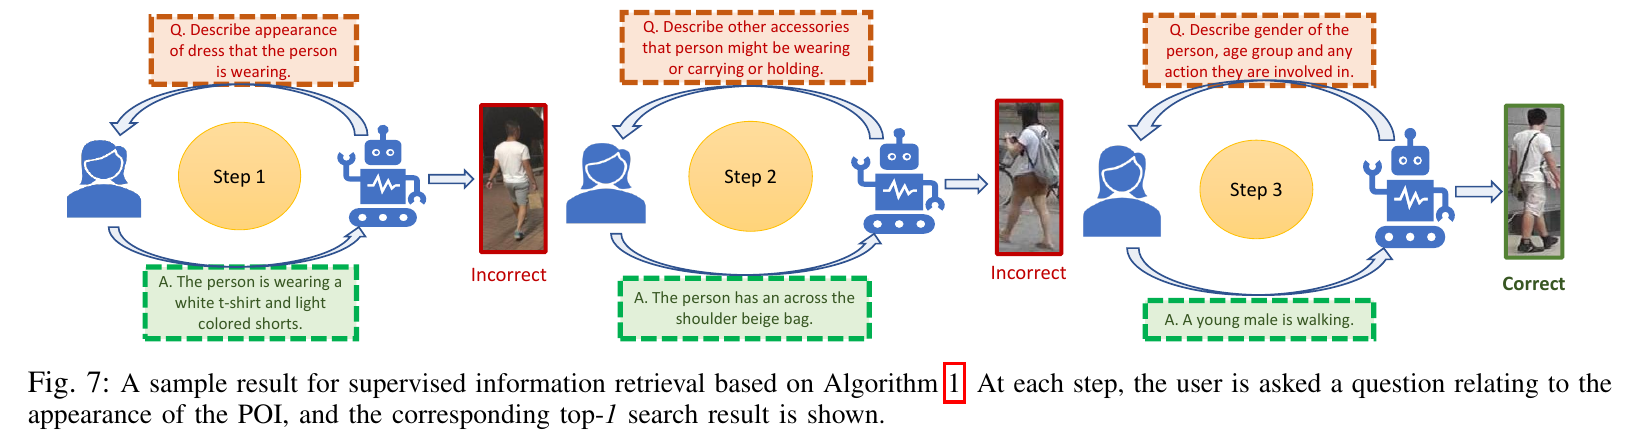 Q. Describe appearance
of dress that the person
is wearing.
Step 1
A. The person is wearing a
white t-shirt and light
colored shorts.
Incorrect
Q. Describe other accessories
that person might be wearing
or carrying or holding.
Step 2
A. The person has an across the
shoulder beige bag.
Incorrect
Q. Describe gender of the
person, age group and any
action they are involved in.
Step 3
A. A young male is walking.
Correct
Fig. 7: A sample result for supervised information retrieval based on Algorithm 1 At each step, the user is asked a question relating to the
appearance of the POI, and the corresponding top-1 search result is shown.